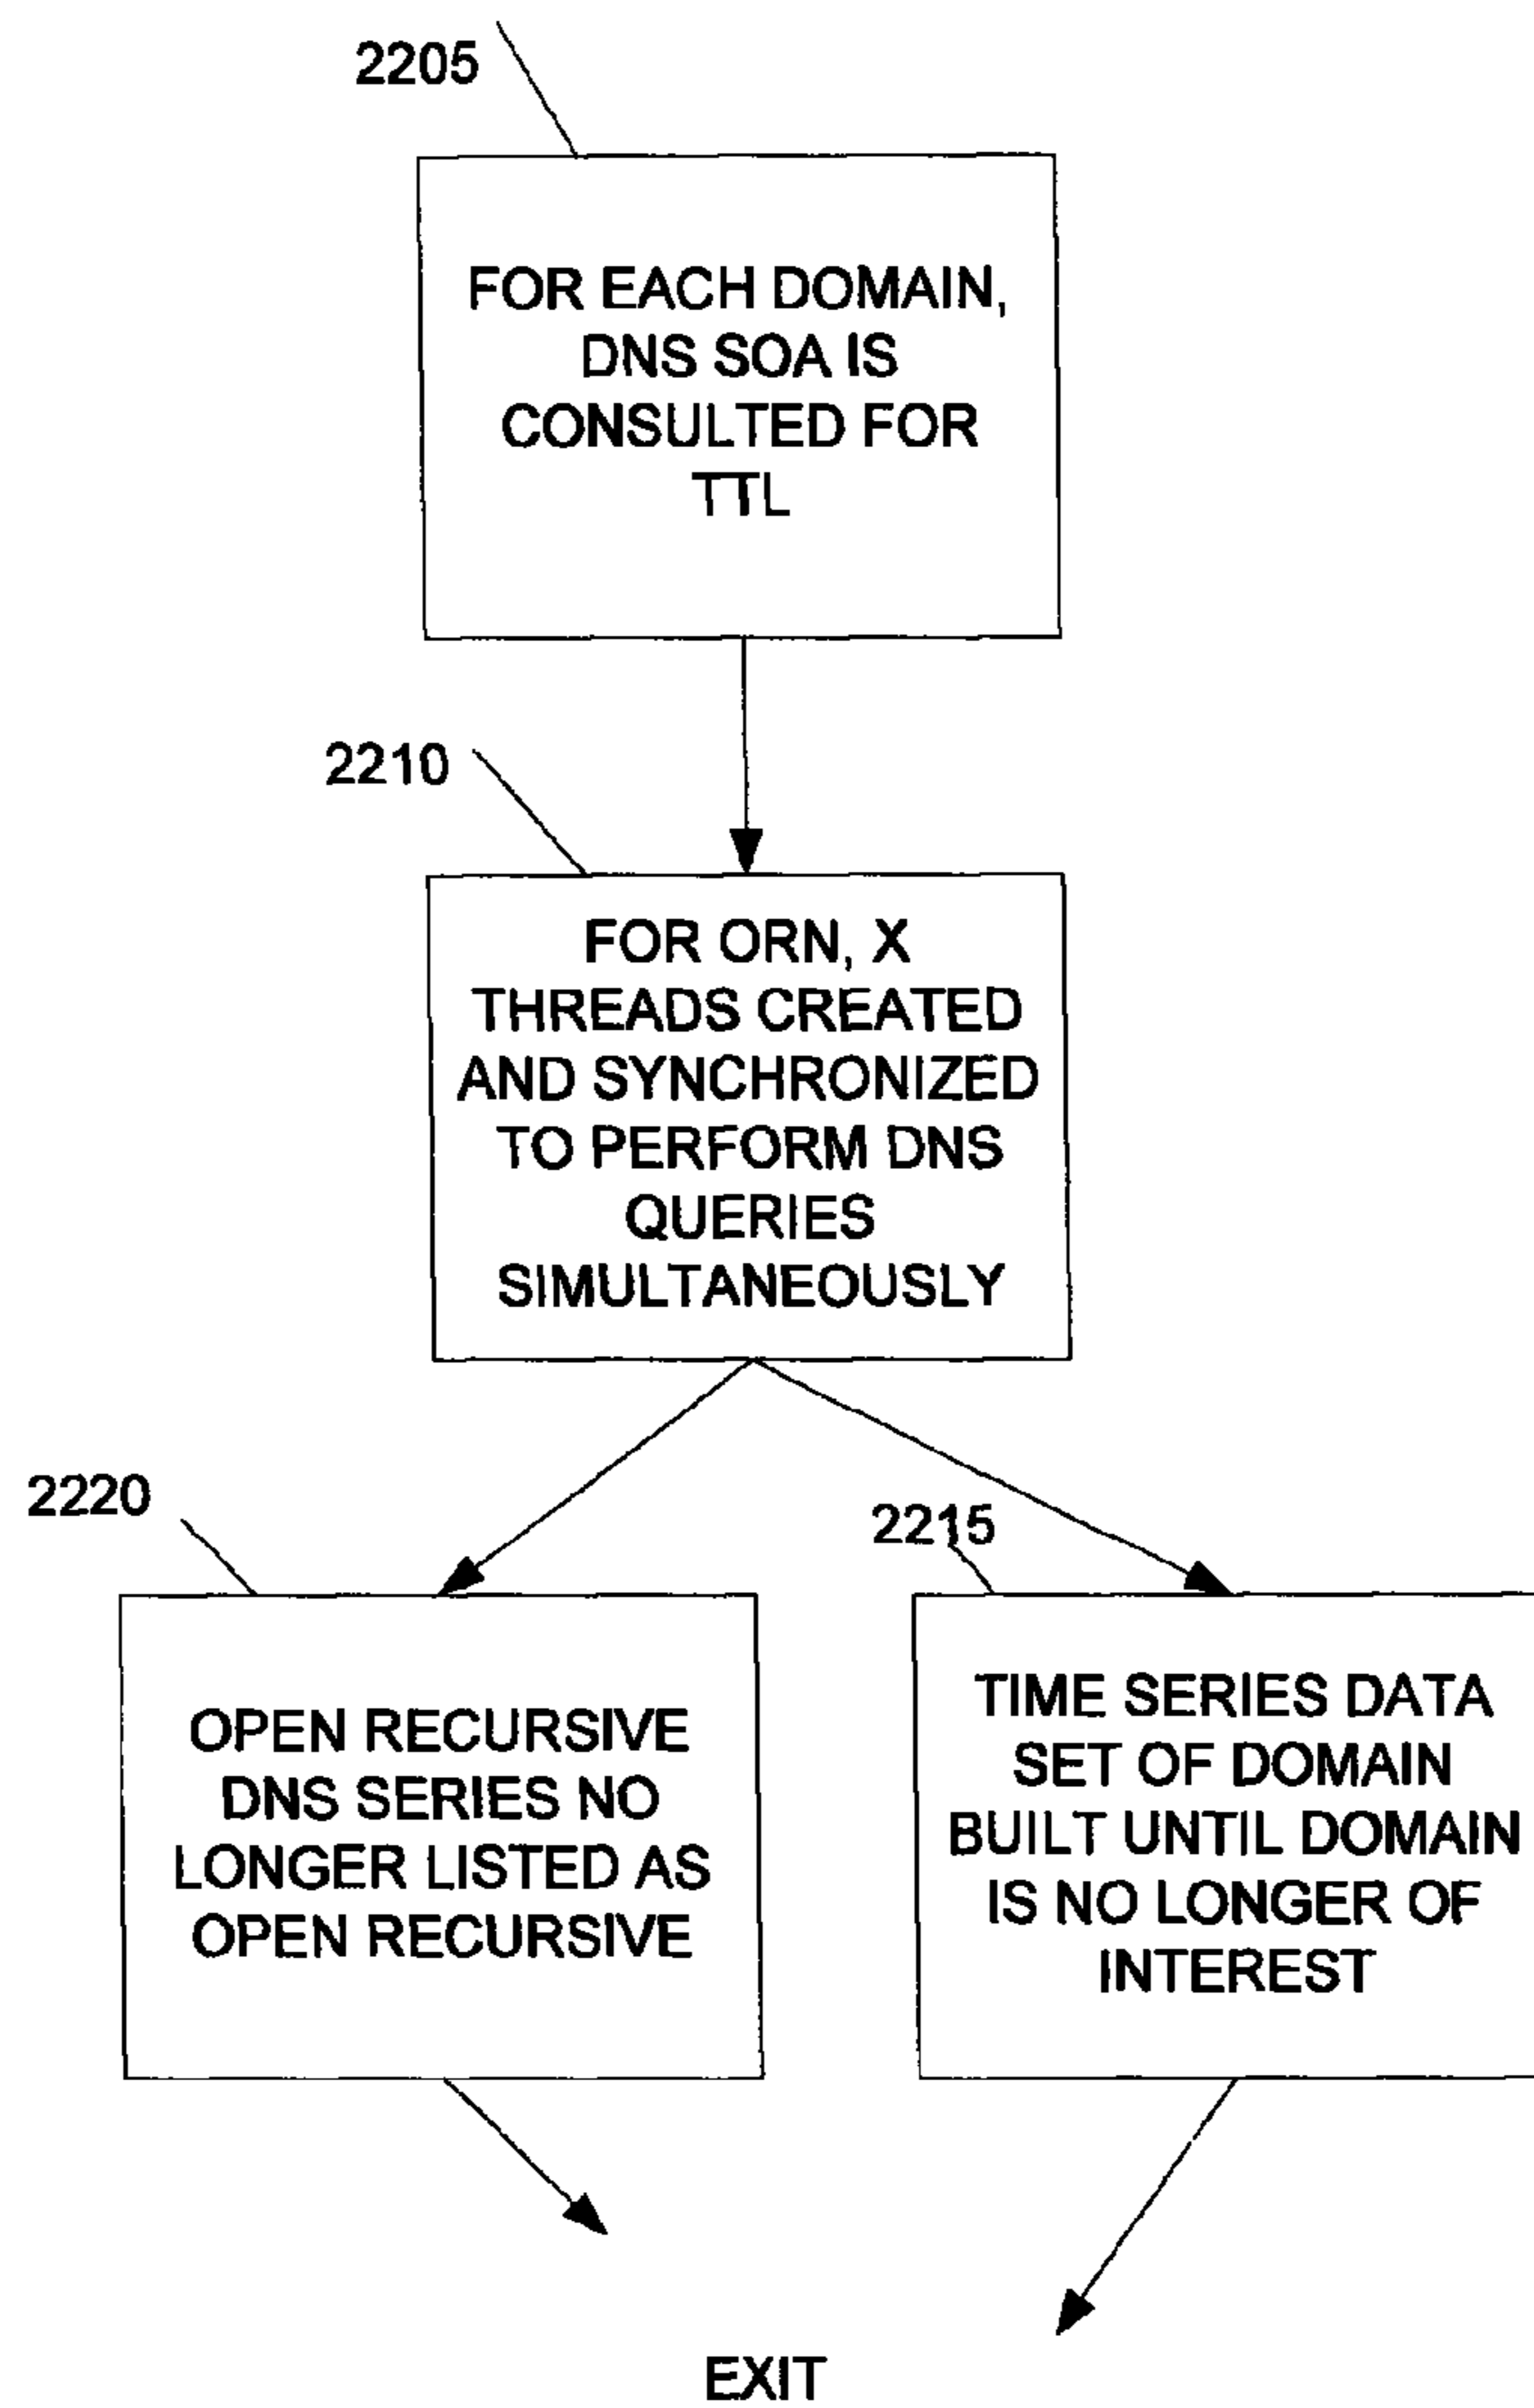 2205
FOR EACH DOMAIN,
DNS SOA IS
CONSULTED FOR
TTL
2210
FOR ORN, X
THREADS CREATED
AND SYNCHRONIZED
TO PERFORM DNS
QUERIES
SIMULTANEOUSLY
2220
OPEN RECURSIVE
DNS SERIES NO
LONGER LISTED AS
OPEN RECURSIVE
2215
TIME SERIES DATA
SET OF DOMAIN
BUILT UNTIL DOMAIN
IS NO LONGER OF
INTEREST
EXIT